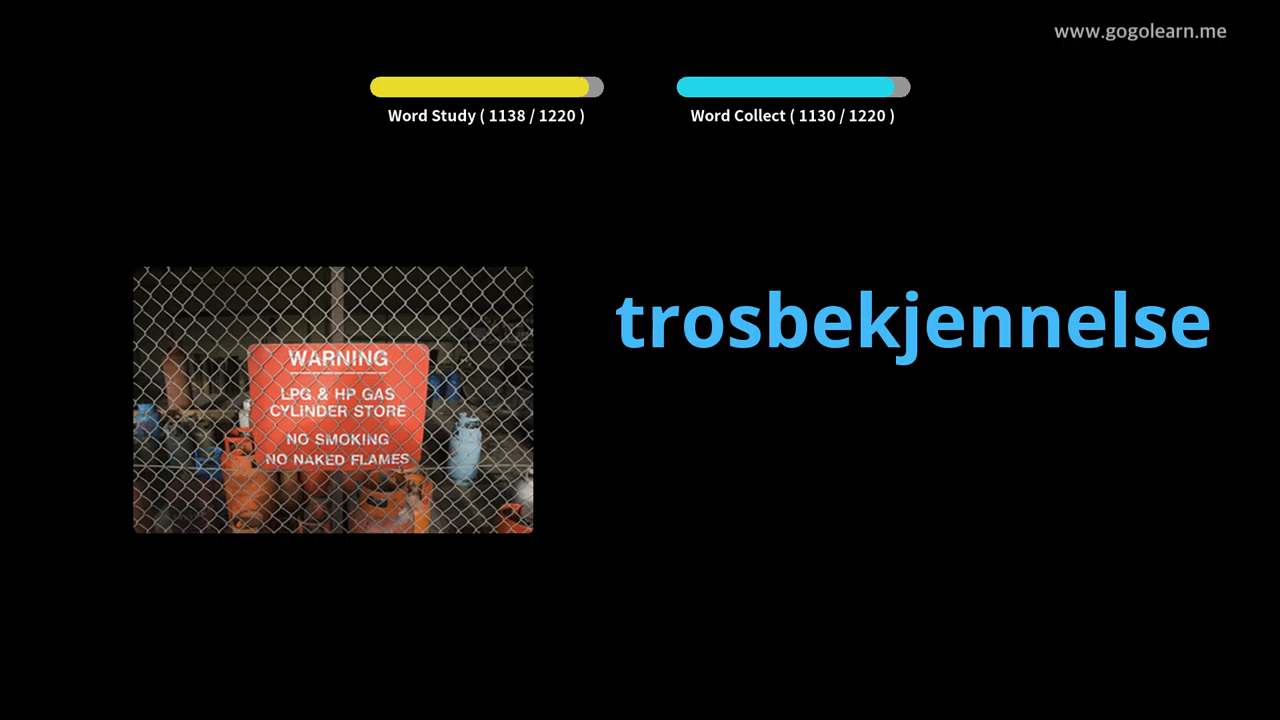 www.gogolearn.me
Word Study ( 1138 / 1220 )
Word Collect ( 1130 / 1220 )
trosbekjennelse
WARNING
LPG & HP GAS
CYLINDER STORE
NO SMOKING
NO NAKED FLAMES